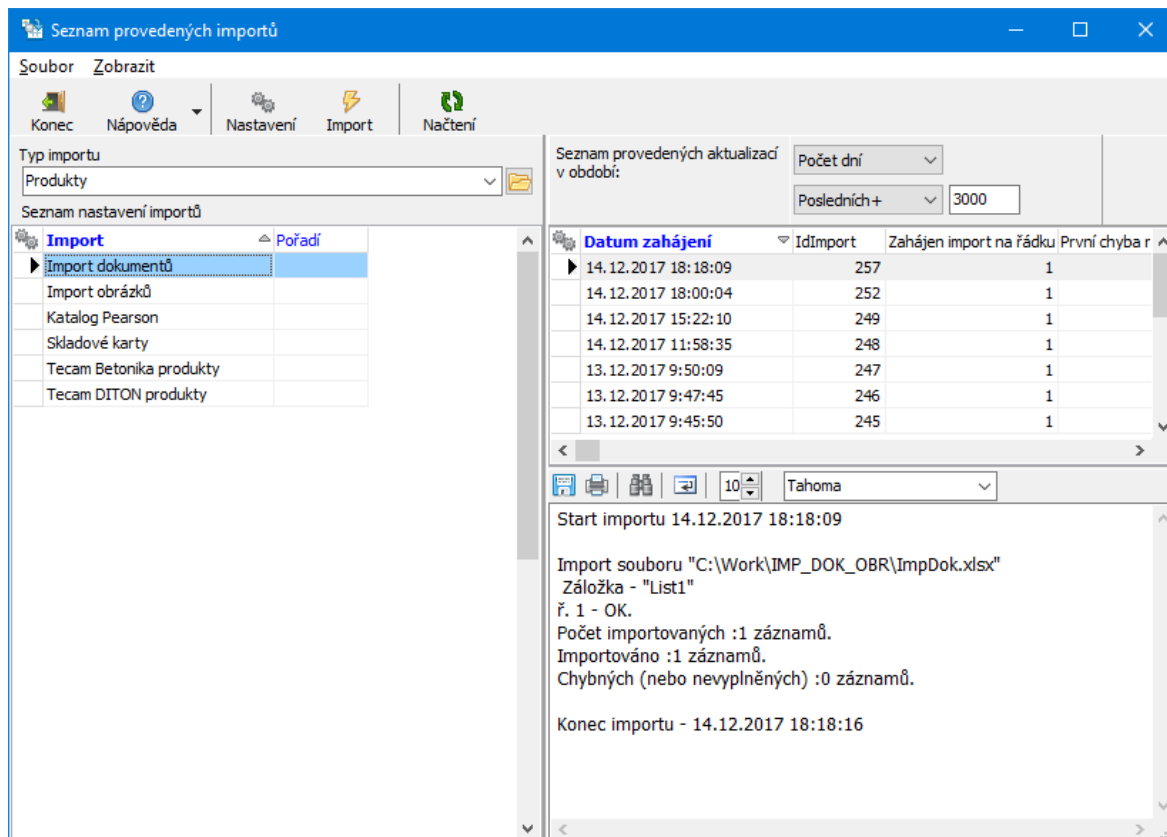 Seznam provedených importů
Soubor Zobrazit
Konec Nápověda Nastavení Import Načtení
Typ importu
Produkty
Seznam nastavení importů
Import Pořadí
Import dokumentů
Import obrázků
Katalog Pearson
Skladové karty
Tecam Betonika produkty
Tecam DITON produkty
Seznam provedených aktualizací
v období:
Počet dní
Posledních+ 3000
Datum zahájení IdImport Zahájen import na řádku První chyba r
14.12.2017 18:18:09 257 1
14.12.2017 18:00:04 252 1
14.12.2017 15:22:10 249 1
14.12.2017 11:58:35 248 1
13.12.2017 9:50:09 247 1
13.12.2017 9:47:45 246 1
13.12.2017 9:45:50 245 1
10 Tahoma
Start importu 14.12.2017 18:18:09
Import souboru "C:\Work\IMP_DOK_OBR\ImpDok.xlsx"
Záložka - "List1"
ř. 1 - OK.
Počet importovaných :1 záznamů.
Importováno :1 záznamů.
Chybných (nebo nevyplněných) :0 záznamů.
Konec importu - 14.12.2017 18:18:16